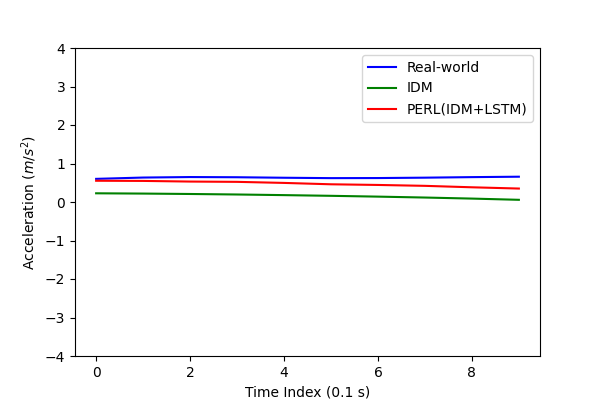 Real-world
IDM
PERL(IDM+LSTM)
4
3
2
1
0
−1
−2
−3
−4
Acceleration (m/s²)
0 2 4 6 8
Time Index (0.1 s)